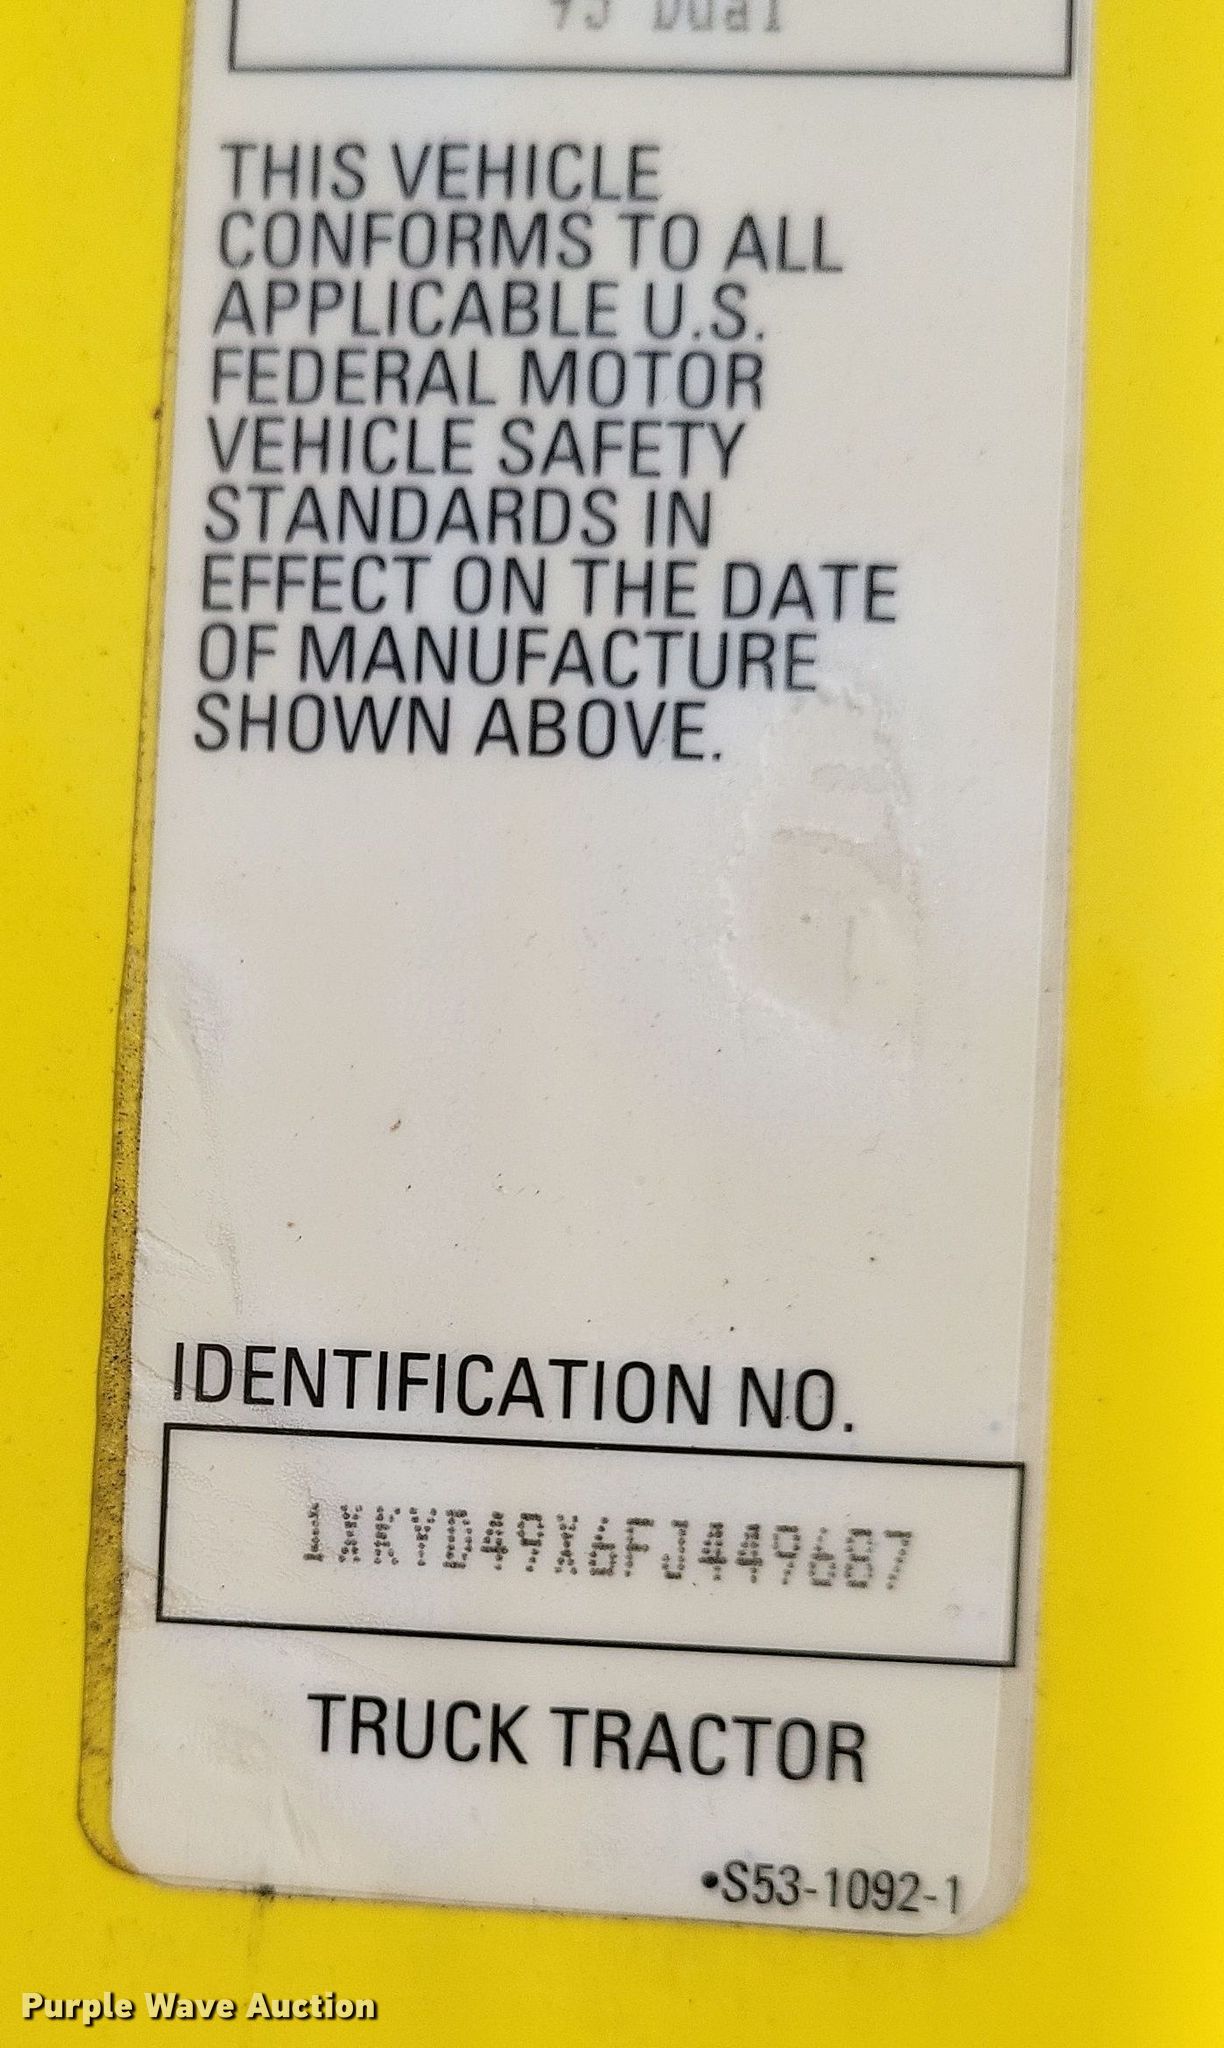 Dual
THIS VEHICLE
CONFORMS TO ALL
APPLICABLE U.S.
FEDERAL MOTOR
VEHICLE SAFETY
STANDARDS IN
EFFECT ON THE DATE
OF MANUFACTURE
SHOWN ABOVE.
IDENTIFICATION NO.
1XKYD49X6FJ449687
TRUCK TRACTOR
•S53-1092-1
Purple Wave Auction